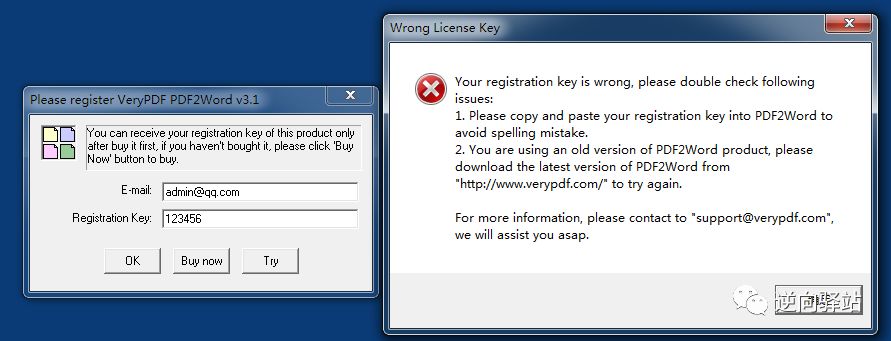 Please register VeryPDF PDF2Word v3.1
You can receive your registration key of this product only
after buy it first, if you haven't bought it, please click 'Buy
Now' button to buy.
E-mail:
admin@qq.com
Registration Key:
123456
OK
Buy now
Try
Wrong License Key
Your registration key is wrong, please double check following
issues:
1. Please copy and paste your registration key into PDF2Word to
avoid spelling mistake.
2. You are using an old version of PDF2Word product, please
download the latest version of PDF2Word from
"http://www.verypdf.com/" to try again.
For more information, please contact to "support@verypdf.com",
we will assist you asap.
逆向驿站